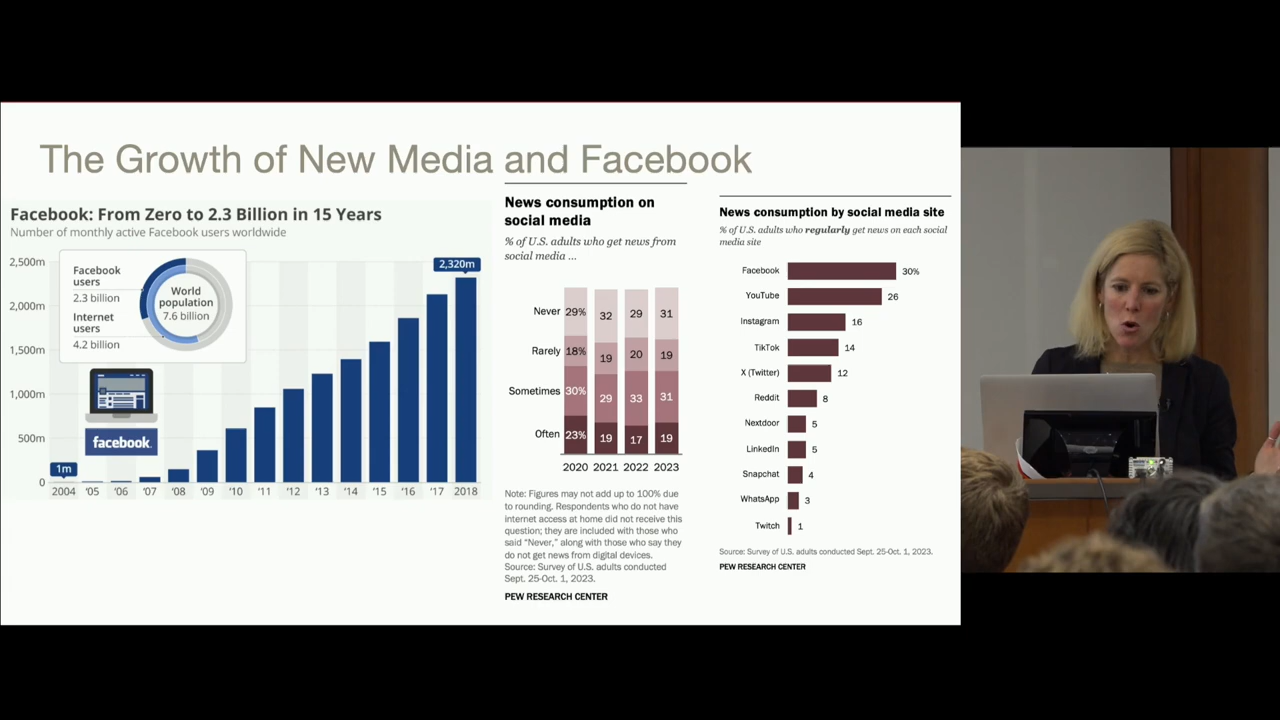 The Growth of New Media and Facebook
Facebook: From Zero to 2.3 Billion in 15 Years
Number of monthly active Facebook users worldwide
2,500m
2,000m
1,500m
1,000m
500m
0
Facebook
users
2.3 billion
Internet
users
4.2 billion
World
population
7.6 billion
facebook.
1m
2,320m
2004 '05 '06 '07 '08 '09 '10 '11 '12 '13 '14 '15 '16 '17 2018
News consumption on
social media
% of U.S. adults who get news from
social media ...
Never 29% 32 29 31
Rarely 18% 19 20 19
Sometimes 30% 29 33 31
Often 23% 19 17 19
2020 2021 2022 2023
Note: Figures may not add up to 100% due
to rounding. Respondents who do not have
internet access at home did not receive this
question; they are included with those who
said “Never,” along with those who say they
do not get news from digital devices.
Source: Survey of U.S. adults conducted
Sept. 25-Oct. 1, 2023.
PEW RESEARCH CENTER
News consumption by social media site
% of U.S. adults who regularly get news on each social
media site
Facebook 30%
YouTube 26
Instagram 16
TikTok 14
X (Twitter) 12
Reddit 8
Nextdoor 5
LinkedIn 5
Snapchat 4
WhatsApp 3
Twitch 1
Source: Survey of U.S. adults conducted Sept. 25-Oct. 1, 2023.
PEW RESEARCH CENTER